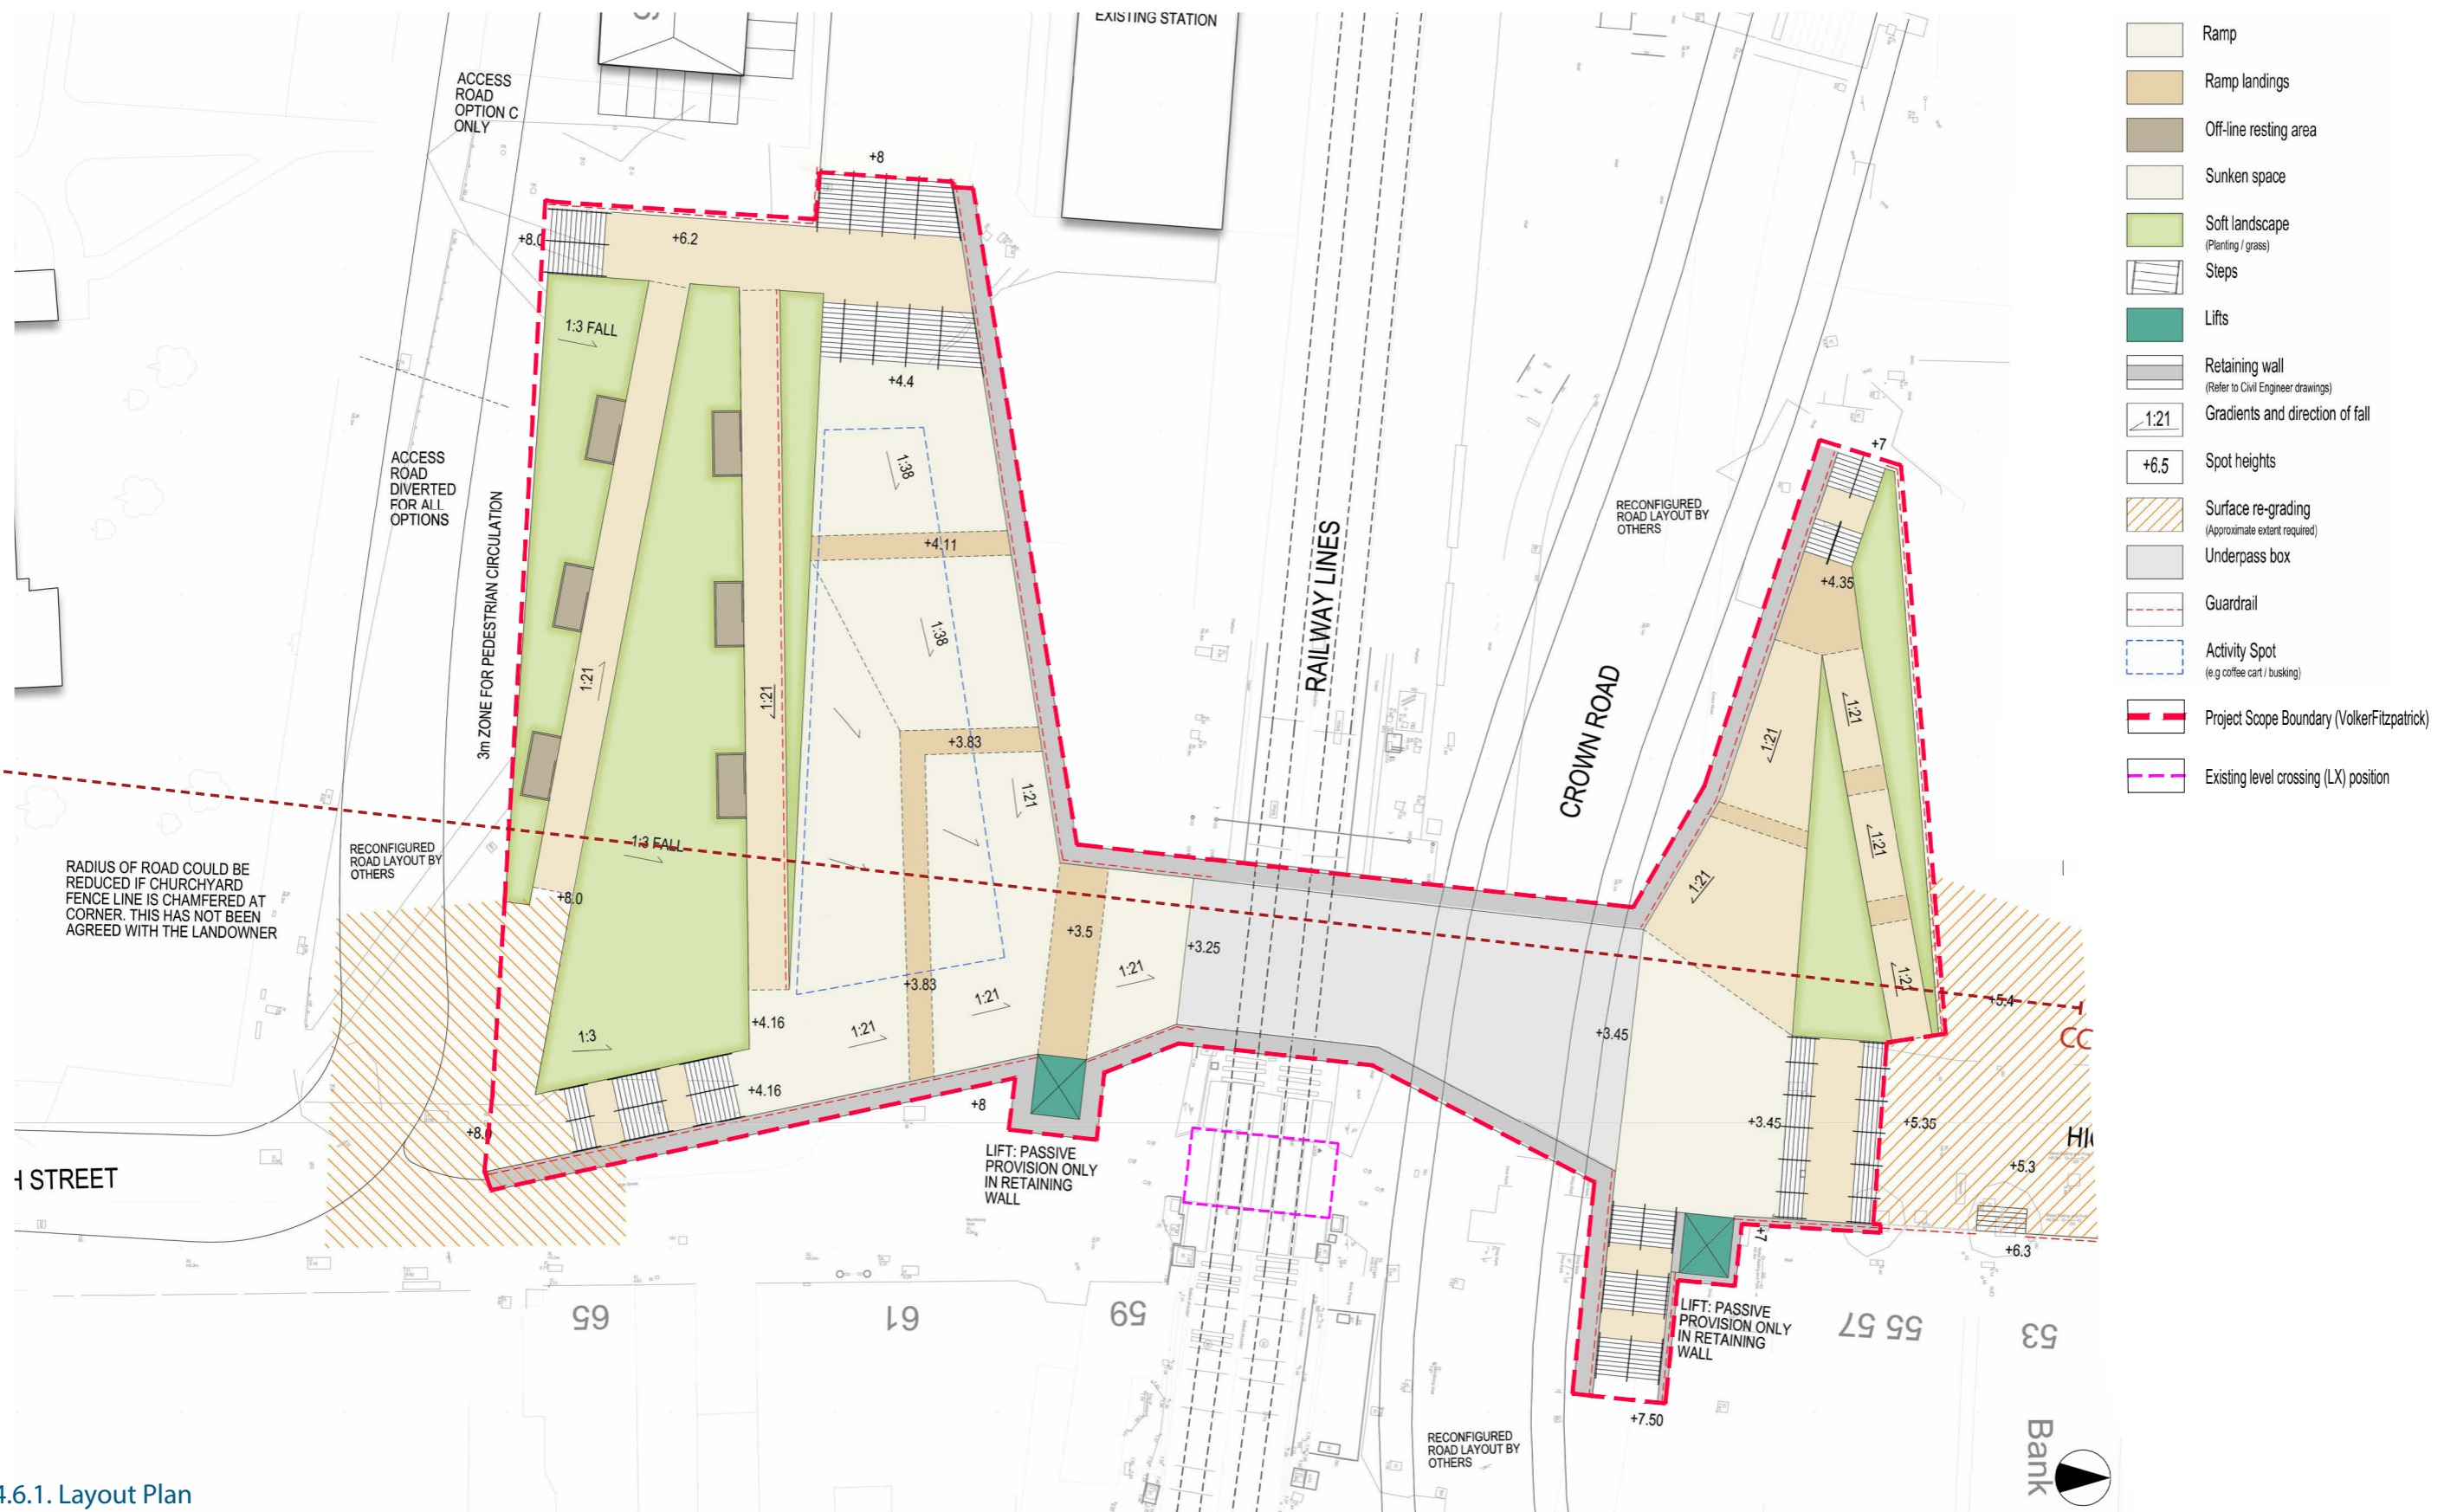 EXISTING STATION
ACCESS
ROAD
OPTION C
ONLY
+8
+8.0
+6.2
1:3 FALL
+4.4
1:38
ACCESS
ROAD
DIVERTED
FOR ALL
OPTIONS
3m ZONE FOR PEDESTRIAN CIRCULATION
+4.11
1:38
1:21
1:21
+3.83
1:21
1:3 FALL
RECONFIGURED
ROAD LAYOUT BY
OTHERS
RADIUS OF ROAD COULD BE
REDUCED IF CHURCHYARD
FENCE LINE IS CHAMFERED AT
CORNER. THIS HAS NOT BEEN
AGREED WITH THE LANDOWNER
+8.0
+3.5
+3.25
1:21
+3.83
1:21
1:21
+4.16
1:3
+4.16
+8
+8.0
H STREET
LIFT: PASSIVE
PROVISION ONLY
IN RETAINING
WALL
RAILWAY LINES
CROWN ROAD
RECONFIGURED
ROAD LAYOUT BY
OTHERS
+7
+4.35
1:21
1:21
1:21
1:21
1:21
+5.4
CC
+3.45
+3.45
+5.35
+5.3
+6.3
+7
LIFT: PASSIVE
PROVISION ONLY
IN RETAINING
WALL
+7.50
RECONFIGURED
ROAD LAYOUT BY
OTHERS
65
61
59
57
55
53
Bank
Ramp
Ramp landings
Off-line resting area
Sunken space
Soft landscape
(Planting / grass)
Steps
Lifts
Retaining wall
(Refer to Civil Engineer drawings)
1:21
Gradients and direction of fall
+6.5
Spot heights
Surface re-grading
(Approximate extent required)
Underpass box
Guardrail
Activity Spot
(e.g coffee cart / busking)
Project Scope Boundary (VolkerFitzpatrick)
Existing level crossing (LX) position
4.6.1. Layout Plan